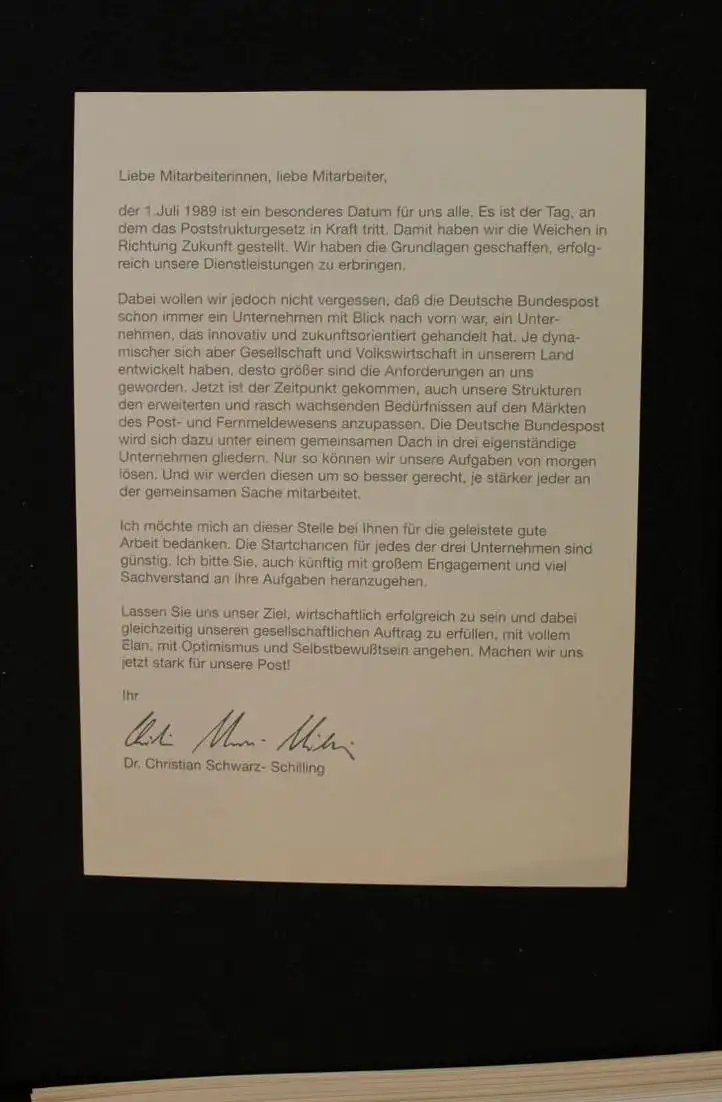 Liebe Mitarbeiterinnen, liebe Mitarbeiter,
der 1. Juli 1989 ist ein besonderes Datum für uns alle. Es ist der Tag, an
dem das Poststrukturgesetz in Kraft tritt. Damit haben wir die Weichen in
Richtung Zukunft gestellt. Wir haben die Grundlagen geschaffen, erfolg-
reich unsere Dienstleistungen zu erbringen.
Dabei wollen wir jedoch nicht vergessen, daß die Deutsche Bundespost
schon immer ein Unternehmen mit Blick nach vorn war, ein Unter-
nehmen, das innovativ und zukunftsorientiert gehandelt hat. Je dyna-
mischer sich aber Gesellschaft und Volkswirtschaft in unserem Land
entwickelt haben, desto größer sind die Anforderungen an uns
geworden. Jetzt ist der Zeitpunkt gekommen, auch unsere Strukturen
den erweiterten und rasch wachsenden Bedürfnissen auf den Märkten
des Post- und Fernmeldewesens anzupassen. Die Deutsche Bundespost
wird sich dazu unter einem gemeinsamen Dach in drei eigenständige
Unternehmen gliedern. Nur so können wir unsere Aufgaben von morgen
lösen. Und wir werden diesen um so besser gerecht, je stärker jeder an
der gemeinsamen Sache mitarbeitet.
Ich möchte mich an dieser Stelle bei Ihnen für die geleistete gute
Arbeit bedanken. Die Startchancen für jedes der drei Unternehmen sind
günstig. Ich bitte Sie, auch künftig mit großem Engagement und viel
Sachverstand an Ihre Aufgaben heranzugehen.
Lassen Sie uns unser Ziel, wirtschaftlich erfolgreich zu sein und dabei
gleichzeitig unseren gesellschaftlichen Auftrag zu erfüllen, mit vollem
Elan, mit Optimismus und Selbstbewußtsein angehen. Machen wir uns
jetzt stark für unsere Post!
Ihr
Christian Schwarz-Schilling
Dr. Christian Schwarz- Schilling